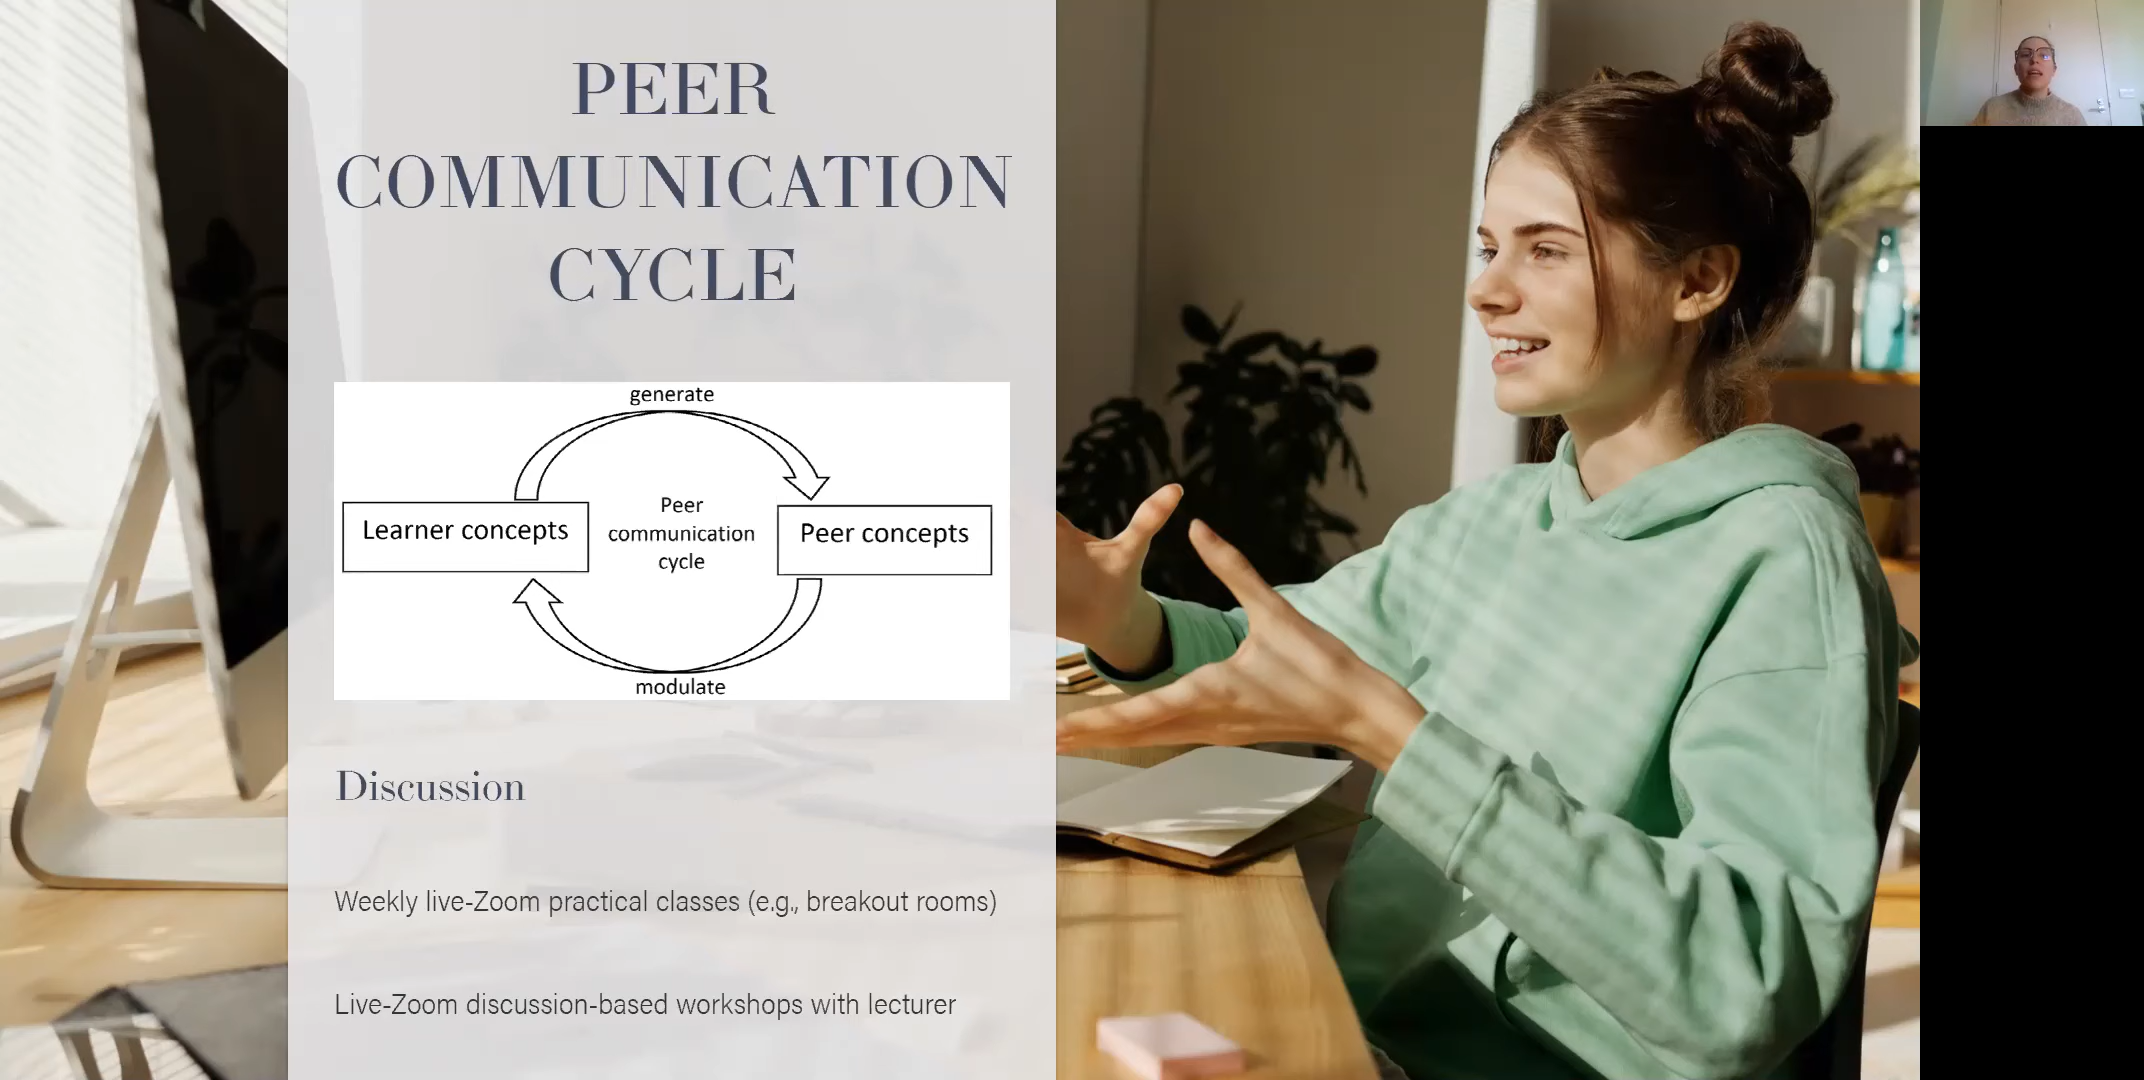 PEER
COMMUNICATION
CYCLE
generate
Learner concepts
Peer
communication
cycle
Peer concepts
modulate
Discussion
Weekly live-Zoom practical classes (e.g., breakout rooms)
Live-Zoom discussion-based workshops with lecturer